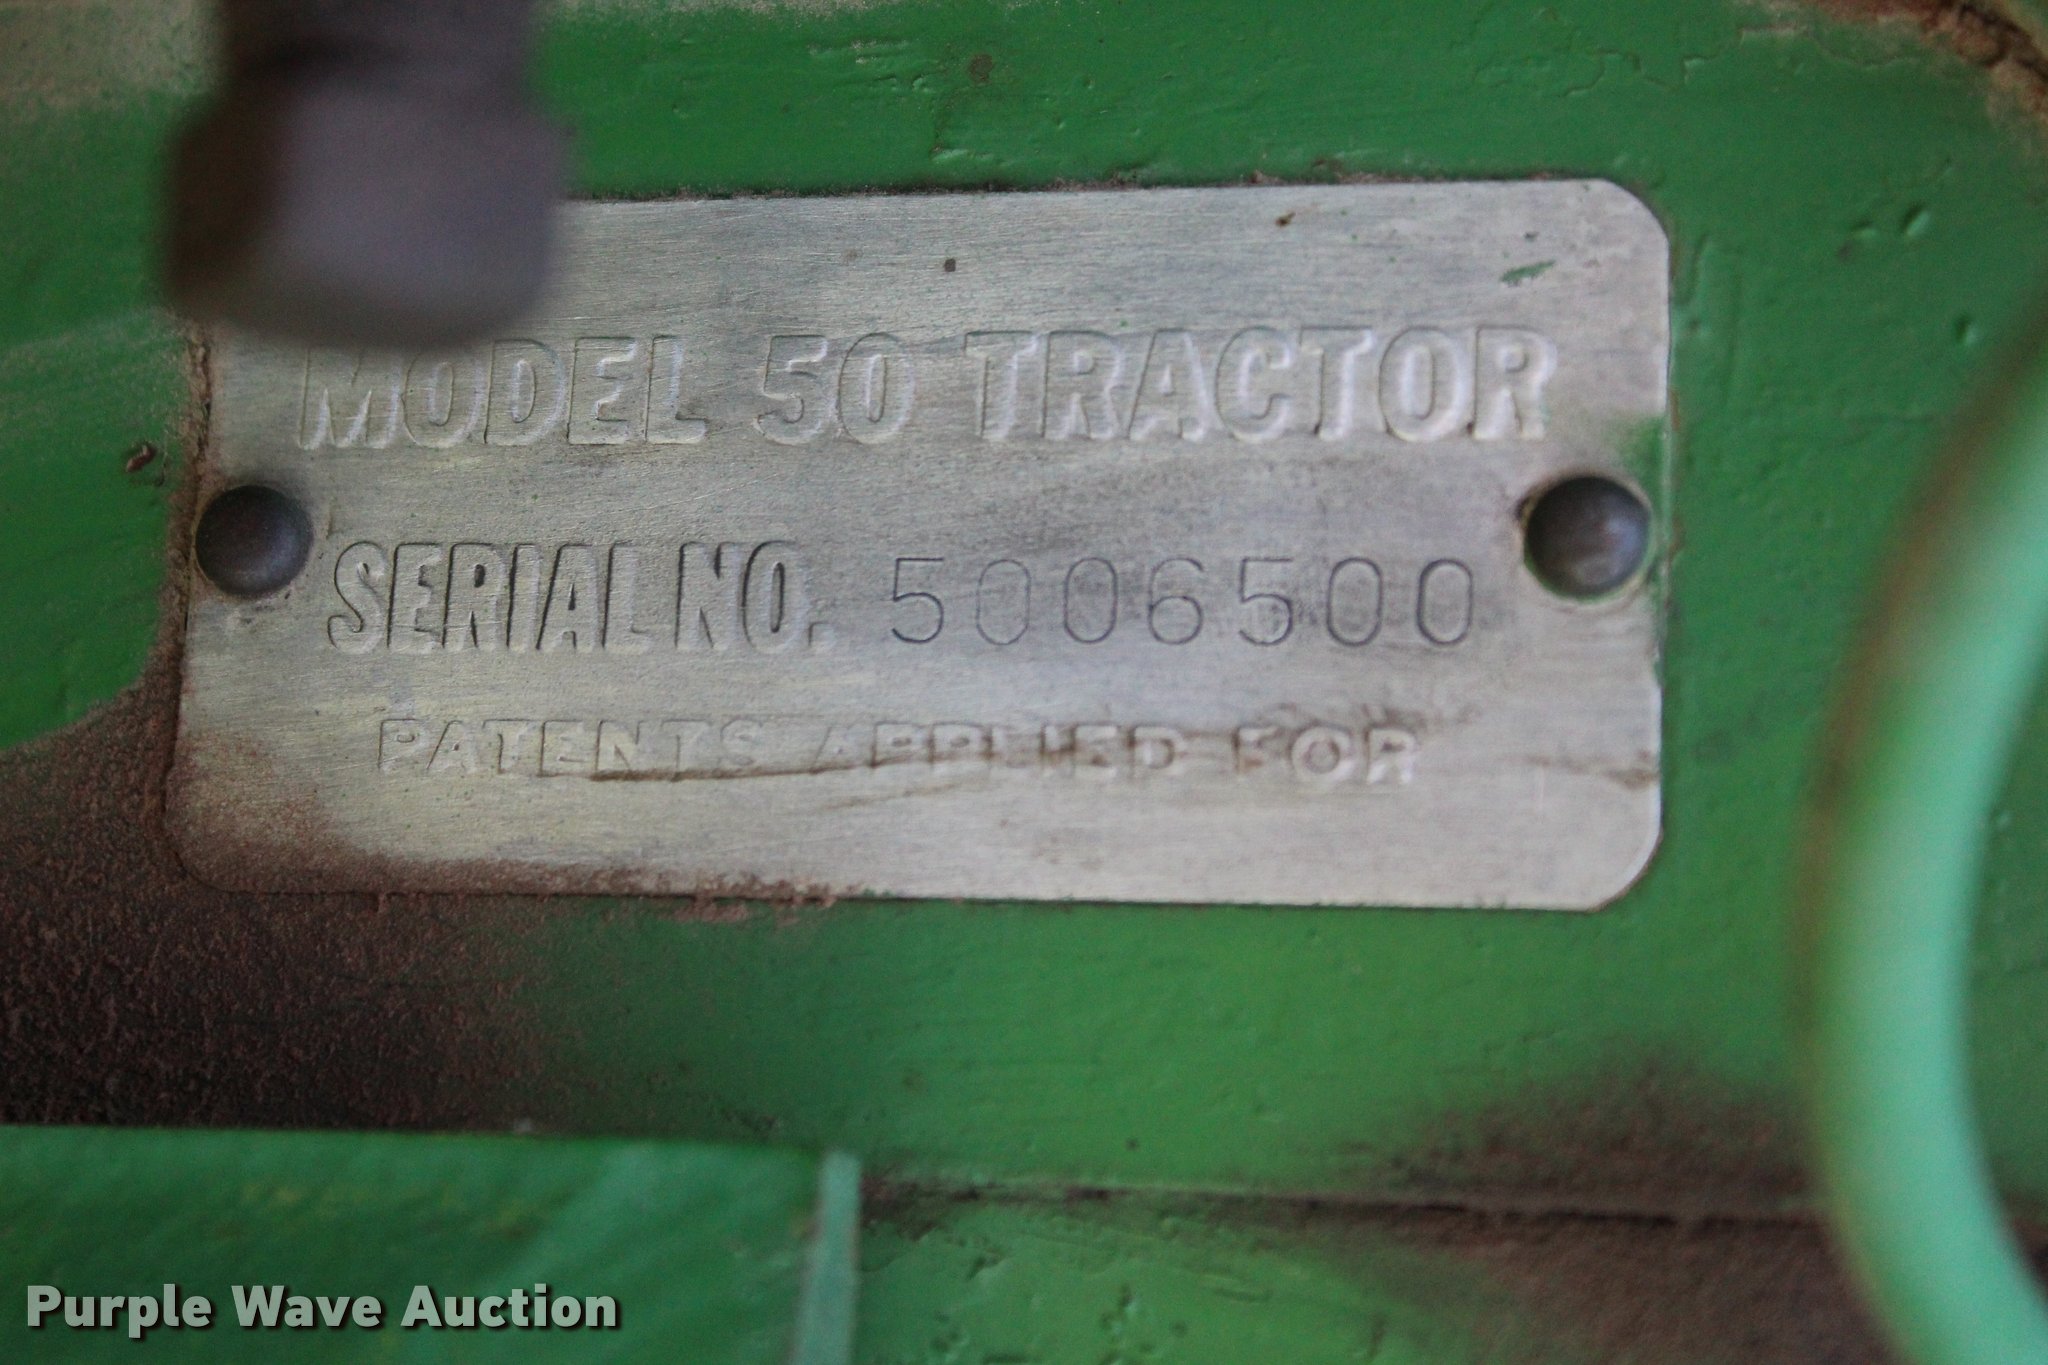 MODEL 50 TRACTOR
SERIAL NO. 5006500
PATENTS APPLIED FOR
Purple Wave Auction